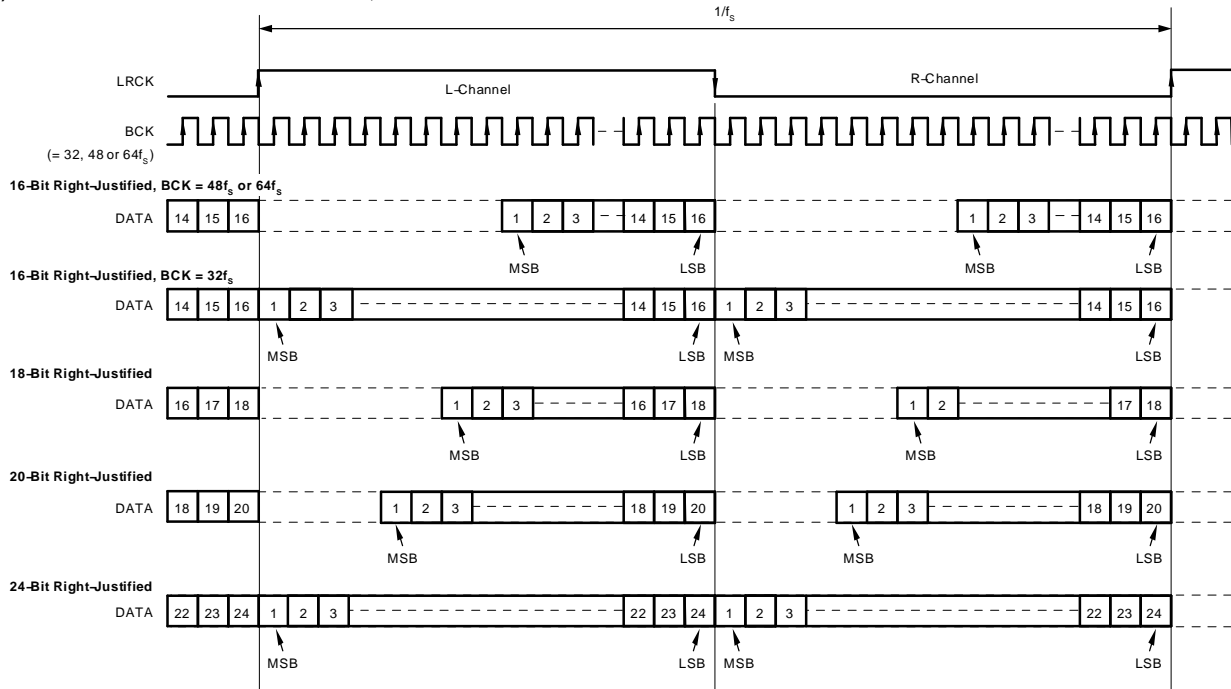 1/fS
LRCK
L-Channel
R-Channel
BCK
(= 32, 48 or 64fS)
16-Bit Right-Justified, BCK = 48fS or 64fS
DATA 14 15 16 1 2 3 14 15 16 1 2 3 14 15 16
MSB LSB MSB LSB
16-Bit Right-Justified, BCK = 32fS
DATA 14 15 16 1 2 3 14 15 16 1 2 3 14 15 16
MSB LSB MSB LSB
18-Bit Right-Justified
DATA 16 17 18 1 2 3 16 17 18 1 2 17 18
MSB LSB MSB LSB
20-Bit Right-Justified
DATA 18 19 20 1 2 3 18 19 20 1 2 3 18 19 20
MSB LSB MSB LSB
24-Bit Right-Justified
DATA 22 23 24 1 2 3 22 23 24 1 2 3 22 23 24
MSB LSB MSB LSB